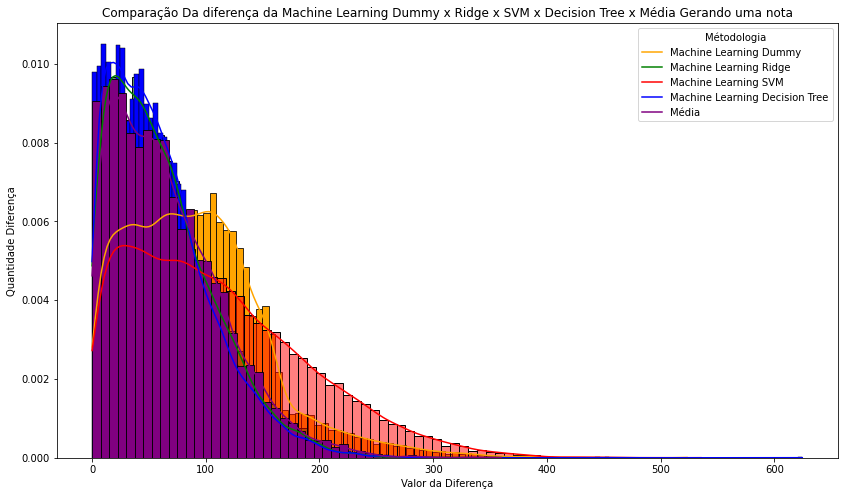 Comparação Da diferença da Machine Learning Dummy x Ridge x SVM x Decision Tree x Média Gerando uma nota
Métodologia
Machine Learning Dummy
Machine Learning Ridge
Machine Learning SVM
Machine Learning Decision Tree
Média
Quantidade Diferença
0.010
0.008
0.006
0.004
0.002
0.000
0
100
200
300
400
500
600
Valor da Diferença